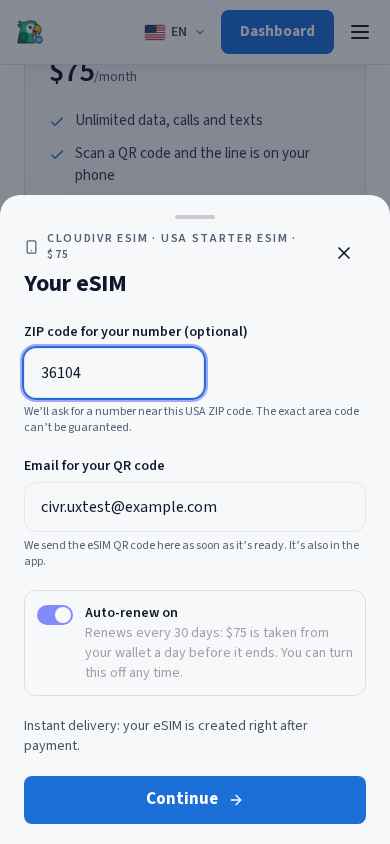 EN
Dashboard
$75/month
Unlimited data, calls and texts
Scan a QR code and the line is on your
phone
CLOUDIVR ESIM · USA STARTER ESIM ·
$75
Your eSIM
ZIP code for your number (optional)
36104
We’ll ask for a number near this USA ZIP code. The exact area code
can’t be guaranteed.
Email for your QR code
civr.uxtest@example.com
We send the eSIM QR code here as soon as it’s ready. It’s also in the
app.
Auto-renew on
Renews every 30 days: $75 is taken from
your wallet a day before it ends. You can turn
this off any time.
Instant delivery: your eSIM is created right after
payment.
Continue